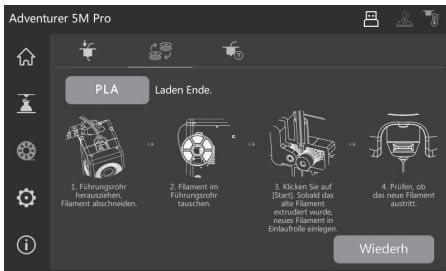 Adventurer 5M Pro
PLA
Laden Ende.
1. Führungsrohr
herausziehen,
Filament abschneiden.
2. Filament im
Führungsrohr
tauschen.
3. Klicken Sie auf
[Start]. Sobald das
alte Filament
extrudiert wurde,
neues Filament in
Einlaufrolle einlegen.
4. Prüfen, ob
das neue Filament
austritt.
Wiederh